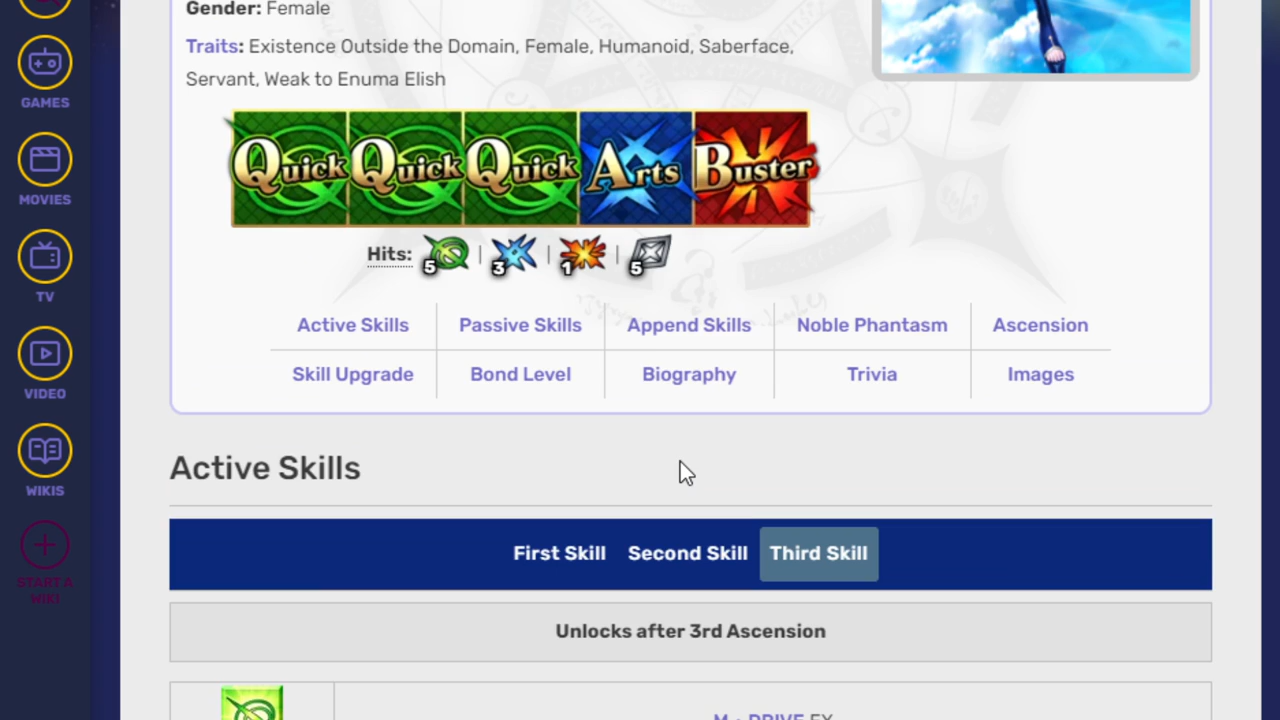 Gender: Female
Traits: Existence Outside the Domain, Female, Humanoid, Saberface,
Servant, Weak to Enuma Elish
GAMES
MOVIES
TV
VIDEO
WIKIS
START A
WIKI
Quick Quick Quick Arts Buster
Hits: 5 | 3 | 1 | 5
Active Skills Passive Skills Append Skills Noble Phantasm Ascension
Skill Upgrade Bond Level Biography Trivia Images
Active Skills
First Skill Second Skill Third Skill
Unlocks after 3rd Ascension